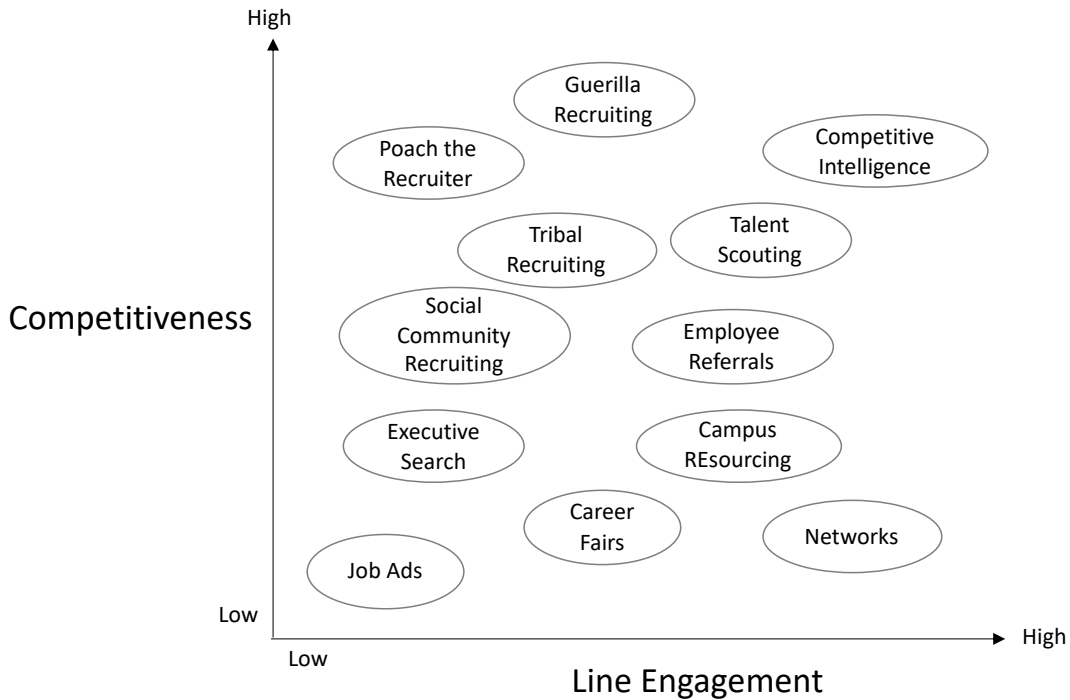 High
Guerilla
Recruiting
Poach the
Recruiter
Competitive
Intelligence
Tribal
Recruiting
Talent
Scouting
Competitiveness
Social
Community
Recruiting
Employee
Referrals
Executive
Search
Campus
REsourcing
Career
Fairs
Networks
Job Ads
Low
Low
High
Line Engagement